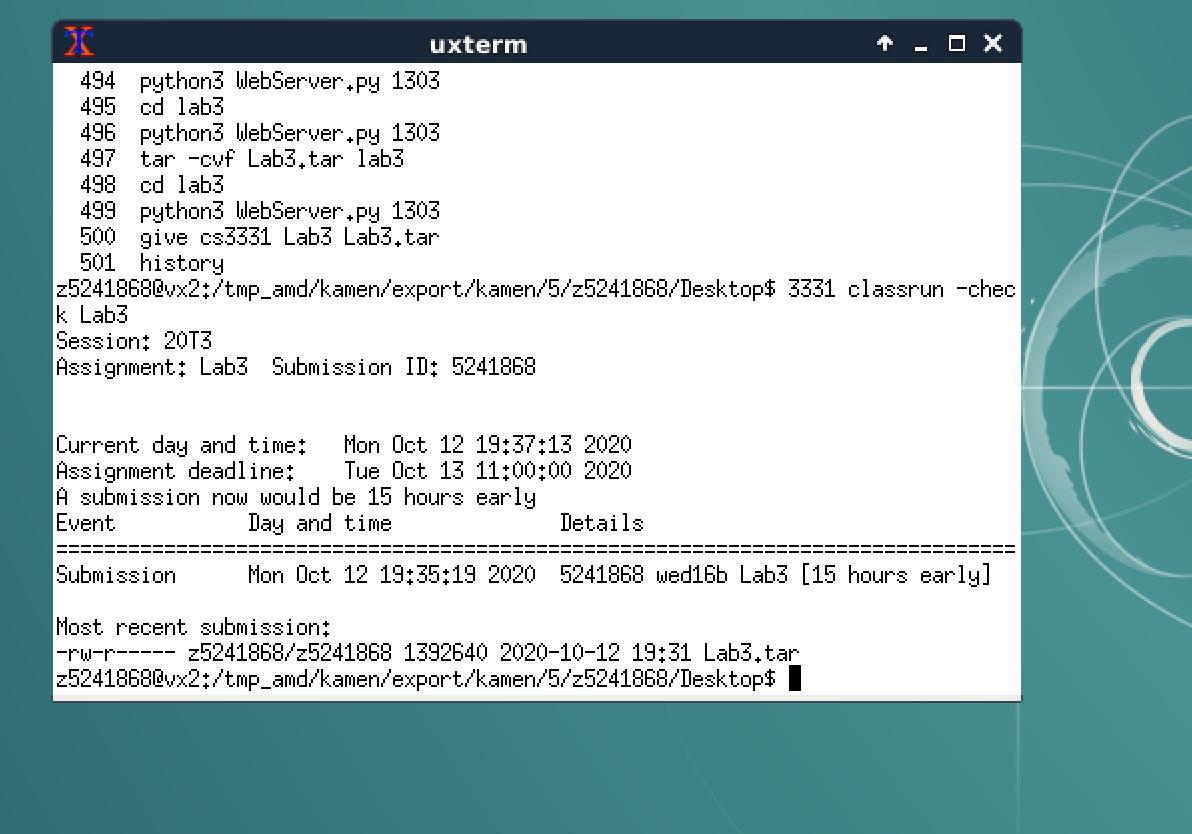 uxterm
494 python3 WebServer.py 1303
495 cd lab3
496 python3 WebServer.py 1303
497 tar -cvf Lab3.tar lab3
498 cd lab3
499 python3 WebServer.py 1303
500 give cs3331 Lab3 Lab3.tar
501 history
z5241868@vx2:/tmp_amd/kamen/export/kamen/5/z5241868/Desktop$ 3331 classrun -chec
k Lab3
Session: 20T3
Assignment: Lab3 Submission ID: 5241868
Current day and time: Mon Oct 12 19:37:13 2020
Assignment deadline: Tue Oct 13 11:00:00 2020
A submission now would be 15 hours early
Event Day and time Details
================================================================================
Submission Mon Oct 12 19:35:19 2020 5241868 wed16b Lab3 [15 hours early]
Most recent submission:
-rw-r----- z5241868/z5241868 1392640 2020-10-12 19:31 Lab3.tar
z5241868@vx2:/tmp_amd/kamen/export/kamen/5/z5241868/Desktop$